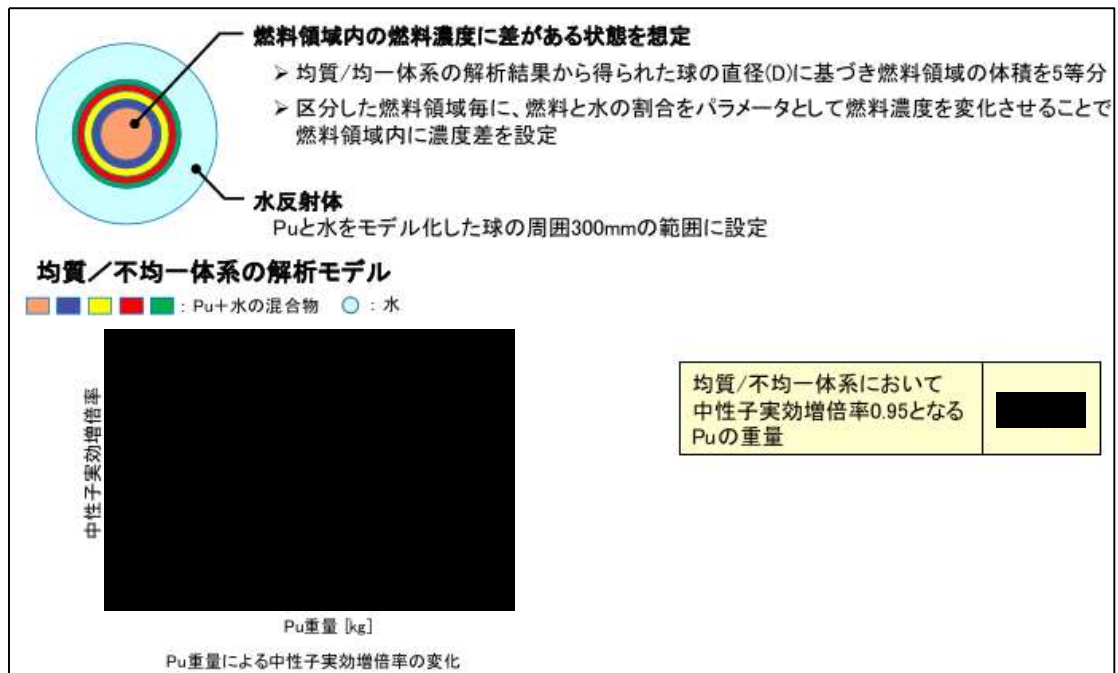 燃料領域内の燃料濃度に差がある状態を想定
➢ 均質/均一体系の解析結果から得られた球の直径(D)に基づき燃料領域の体積を5等分
➢ 区分した燃料領域毎に、燃料と水の割合をパラメータとして燃料濃度を変化させることで
燃料領域内に濃度差を設定
水反射体
Puと水をモデル化した球の周囲300mmの範囲に設定
均質／不均一体系の解析モデル
：Pu+水の混合物 ：水
中性子実効増倍率
均質/不均一体系において
中性子実効増倍率0.95となる
Puの重量
Pu重量 [kg]
Pu重量による中性子実効増倍率の変化